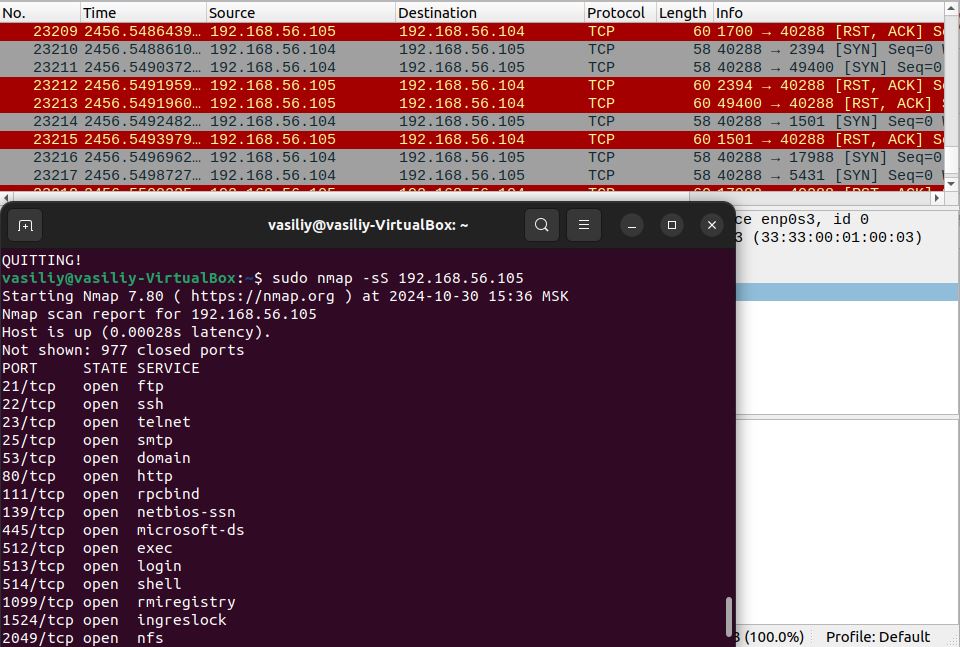 No. Time Source Destination Protocol Length Info
23209 2456.5486439… 192.168.56.105 192.168.56.104 TCP 60 1700 → 40288 [RST, ACK] S
23210 2456.5488610… 192.168.56.104 192.168.56.105 TCP 58 40288 → 2394 [SYN] Seq=0
23211 2456.5490372… 192.168.56.104 192.168.56.105 TCP 58 40288 → 49400 [SYN] Seq=0
23212 2456.5491959… 192.168.56.105 192.168.56.104 TCP 60 2394 → 40288 [RST, ACK] S
23213 2456.5491960… 192.168.56.105 192.168.56.104 TCP 60 49400 → 40288 [RST, ACK]
23214 2456.5492482… 192.168.56.104 192.168.56.105 TCP 58 40288 → 1501 [SYN] Seq=0
23215 2456.5493979… 192.168.56.105 192.168.56.104 TCP 60 1501 → 40288 [RST, ACK] S
23216 2456.5496962… 192.168.56.104 192.168.56.105 TCP 58 40288 → 17988 [SYN] Seq=0
23217 2456.5498727… 192.168.56.104 192.168.56.105 TCP 58 40288 → 5431 [SYN] Seq=0
ce enp0s3, id 0
3 (33:33:00:01:00:03)
vasiliy@vasiliy-VirtualBox: ~
QUITTING!
vasiliy@vasiliy-VirtualBox:~$ sudo nmap -sS 192.168.56.105
Starting Nmap 7.80 ( https://nmap.org ) at 2024-10-30 15:36 MSK
Nmap scan report for 192.168.56.105
Host is up (0.00028s latency).
Not shown: 977 closed ports
PORT STATE SERVICE
21/tcp open ftp
22/tcp open ssh
23/tcp open telnet
25/tcp open smtp
53/tcp open domain
80/tcp open http
111/tcp open rpcbind
139/tcp open netbios-ssn
445/tcp open microsoft-ds
512/tcp open exec
513/tcp open login
514/tcp open shell
1099/tcp open rmiregistry
1524/tcp open ingreslock
2049/tcp open nfs
(100.0%) Profile: Default